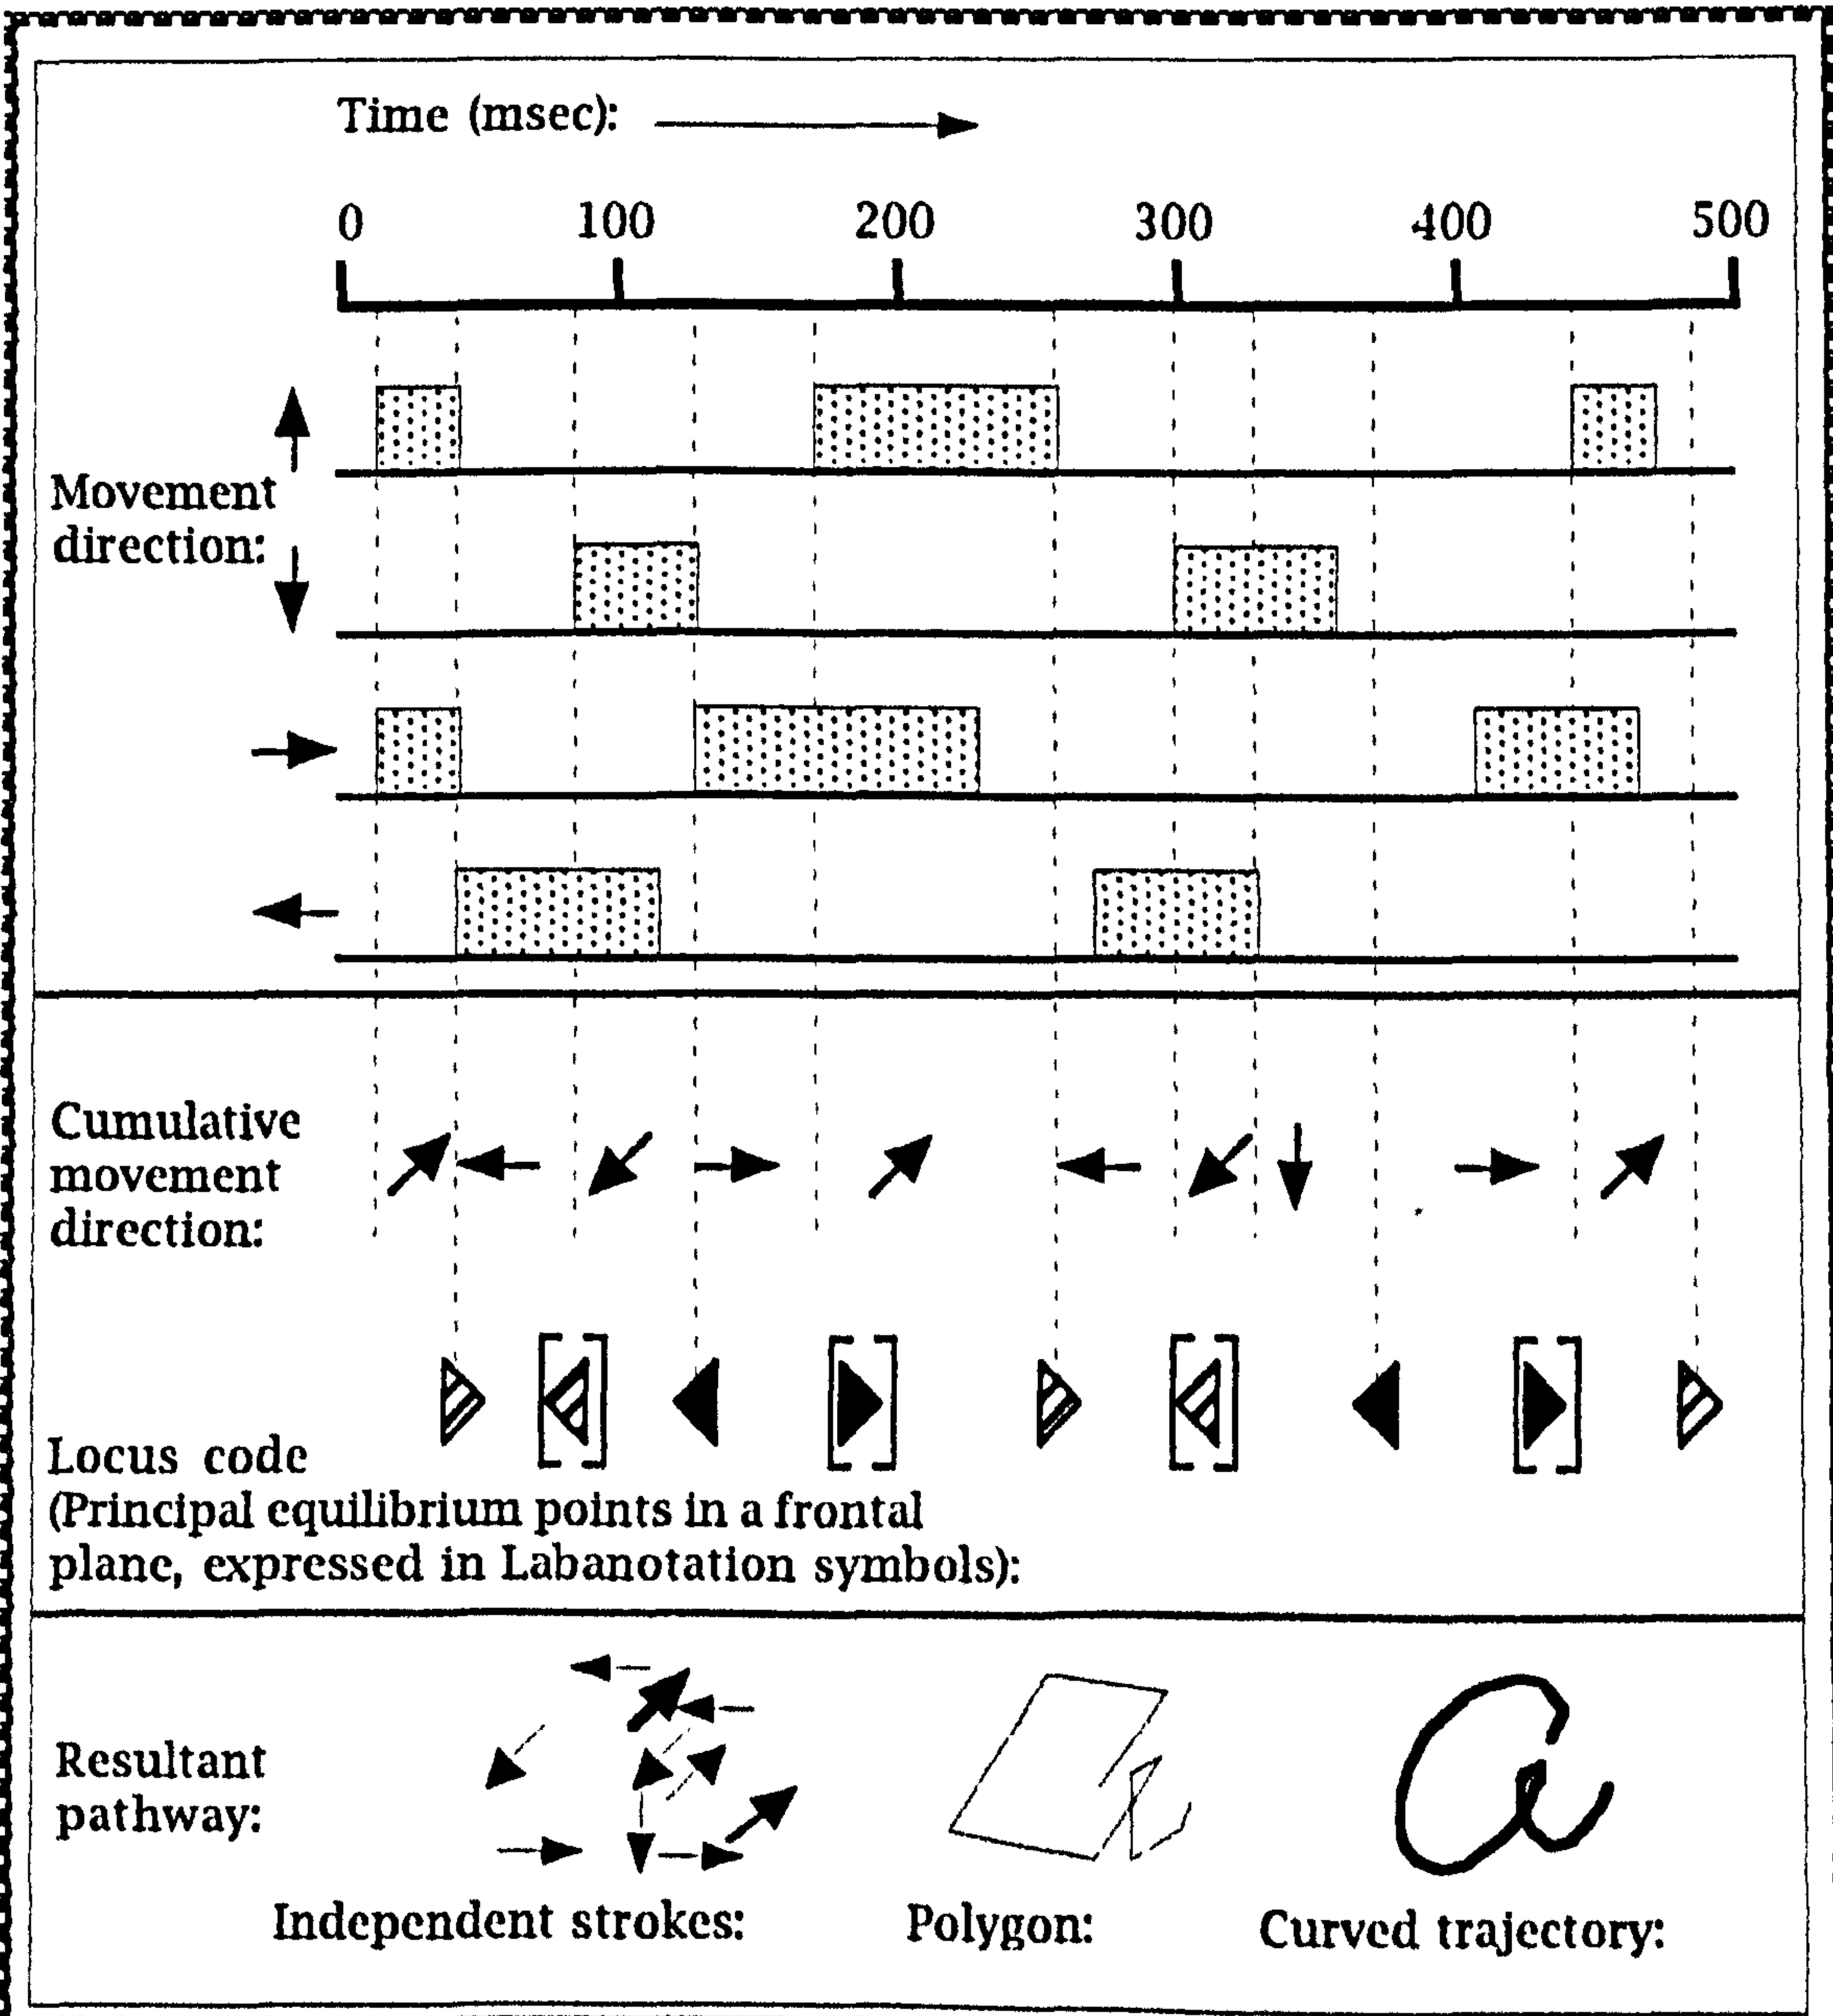 Time (msec):
0 100 200 300 400 500
Movement
direction:
Cumulative
movement
direction:
Locus code
(Principal equilibrium points in a frontal
plane, expressed in Labanotation symbols):
Resultant
pathway:
a
Independent strokes: Polygon: Curved trajectory: